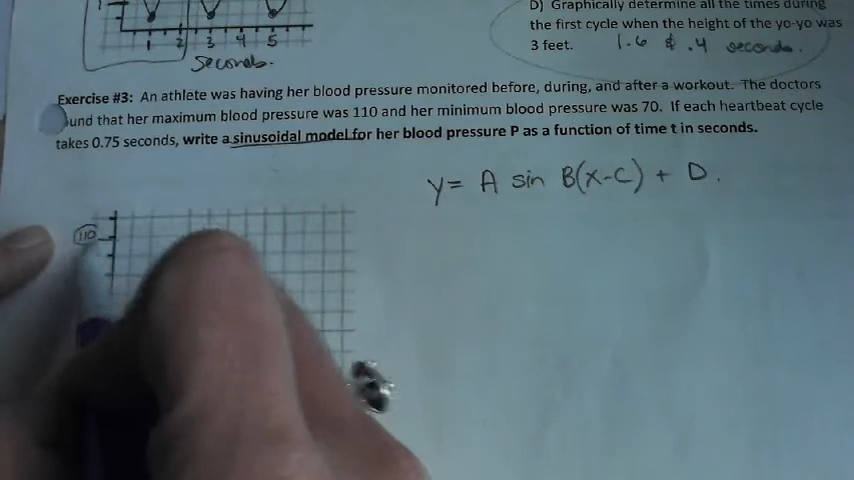 D) Graphically determine all the times during
the first cycle when the height of the yo-yo was
3 feet. 1.6 & .4 seconds.
1
1 2 3 4 5
seconds.
Exercise #3: An athlete was having her blood pressure monitored before, during, and after a workout. The doctors
und that her maximum blood pressure was 110 and her minimum blood pressure was 70. If each heartbeat cycle
takes 0.75 seconds, write a sinusoidal model for her blood pressure P as a function of time t in seconds.
y = A sin B(x-C) + D.
110